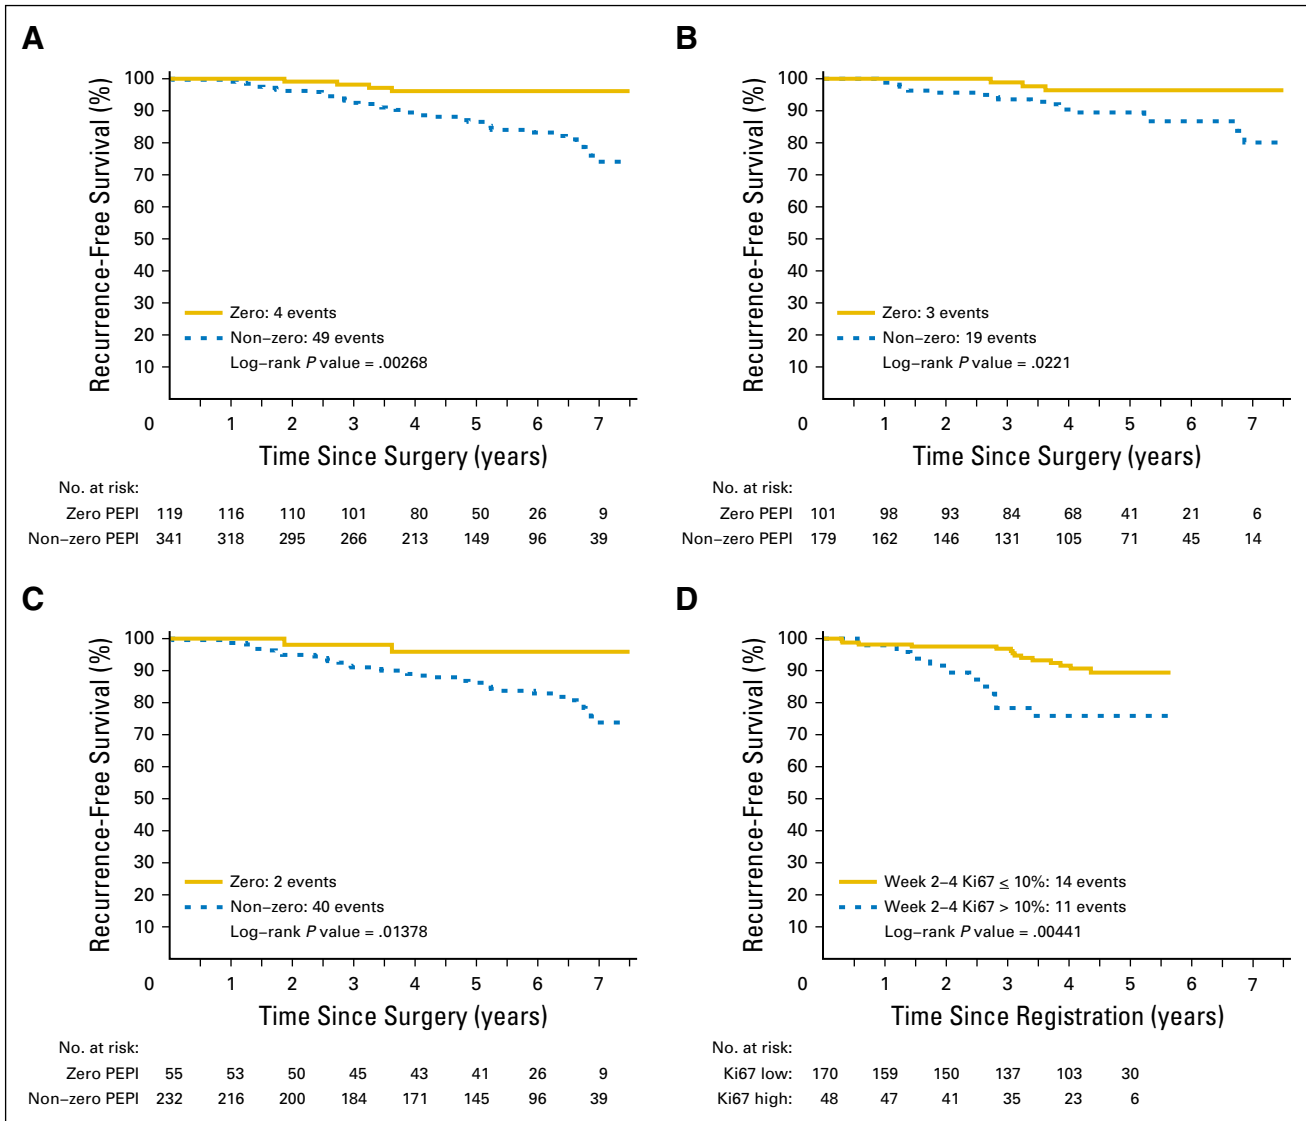 A
Recurrence-Free Survival (%)
100
90
80
70
60
50
40
30
20
10
0 1 2 3 4 5 6 7
Zero: 4 events
Non–zero: 49 events
Log–rank P value = .00268
Time Since Surgery (years)
No. at risk:
Zero PEPI 119 116 110 101 80 50 26 9
Non–zero PEPI 341 318 295 266 213 149 96 39
B
Recurrence-Free Survival (%)
100
90
80
70
60
50
40
30
20
10
0 1 2 3 4 5 6 7
Zero: 3 events
Non–zero: 19 events
Log–rank P value = .0221
Time Since Surgery (years)
No. at risk:
Zero PEPI 101 98 93 84 68 41 21 6
Non–zero PEPI 179 162 146 131 105 71 45 14
C
Recurrence-Free Survival (%)
100
90
80
70
60
50
40
30
20
10
0 1 2 3 4 5 6 7
Zero: 2 events
Non–zero: 40 events
Log–rank P value = .01378
Time Since Surgery (years)
No. at risk:
Zero PEPI 55 53 50 45 43 41 26 9
Non–zero PEPI 232 216 200 184 171 145 96 39
D
Recurrence-Free Survival (%)
100
90
80
70
60
50
40
30
20
10
0 1 2 3 4 5 6 7
Week 2–4 Ki67 ≤ 10%: 14 events
Week 2–4 Ki67 > 10%: 11 events
Log–rank P value = .00441
Time Since Registration (years)
No. at risk:
Ki67 low: 170 159 150 137 103 30
Ki67 high: 48 47 41 35 23 6